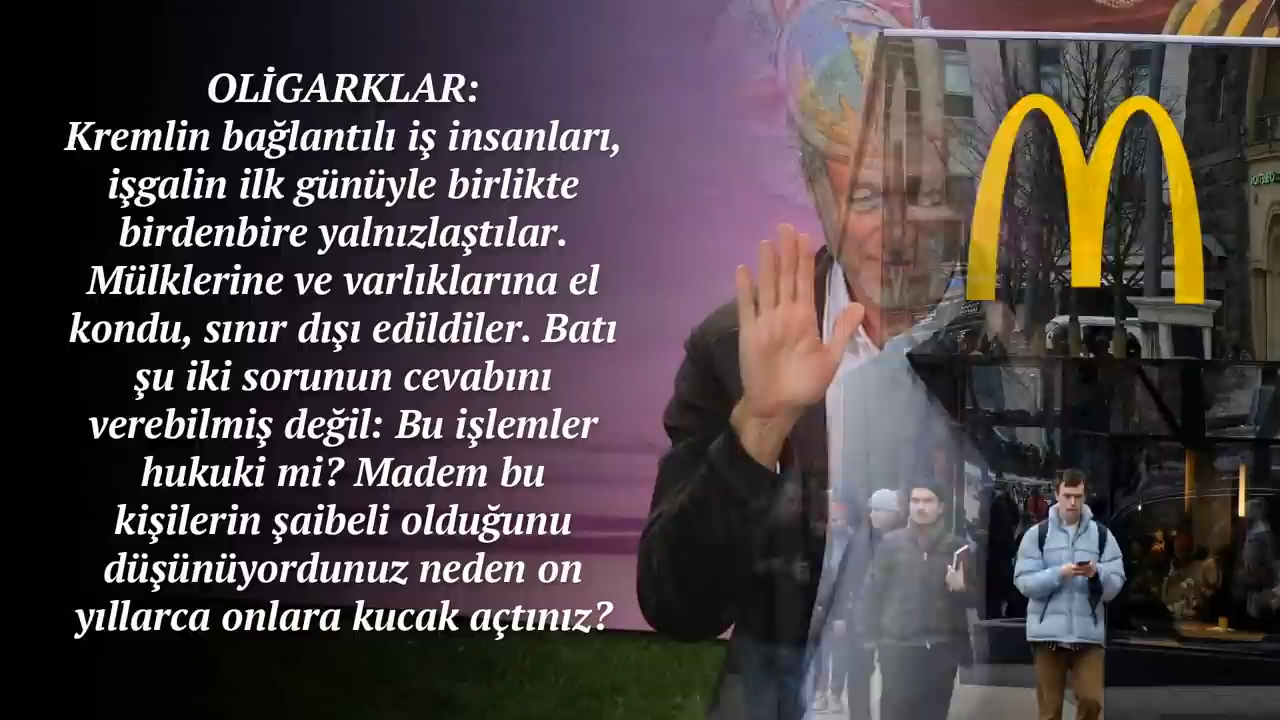 OLİGARKLAR:
Kremlin bağlantılı iş insanları,
işgalin ilk günüyle birlikte
birdenbire yalnızlaştılar.
Mülklerine ve varlıklarına el
kondu, sınır dışı edildiler. Batı
şu iki sorunun cevabını
verebilmiş değil: Bu işlemler
hukuki mi? Madem bu
kişilerin şaibeli olduğunu
düşünüyordunuz neden on
yıllarca onlara kucak açtınız?